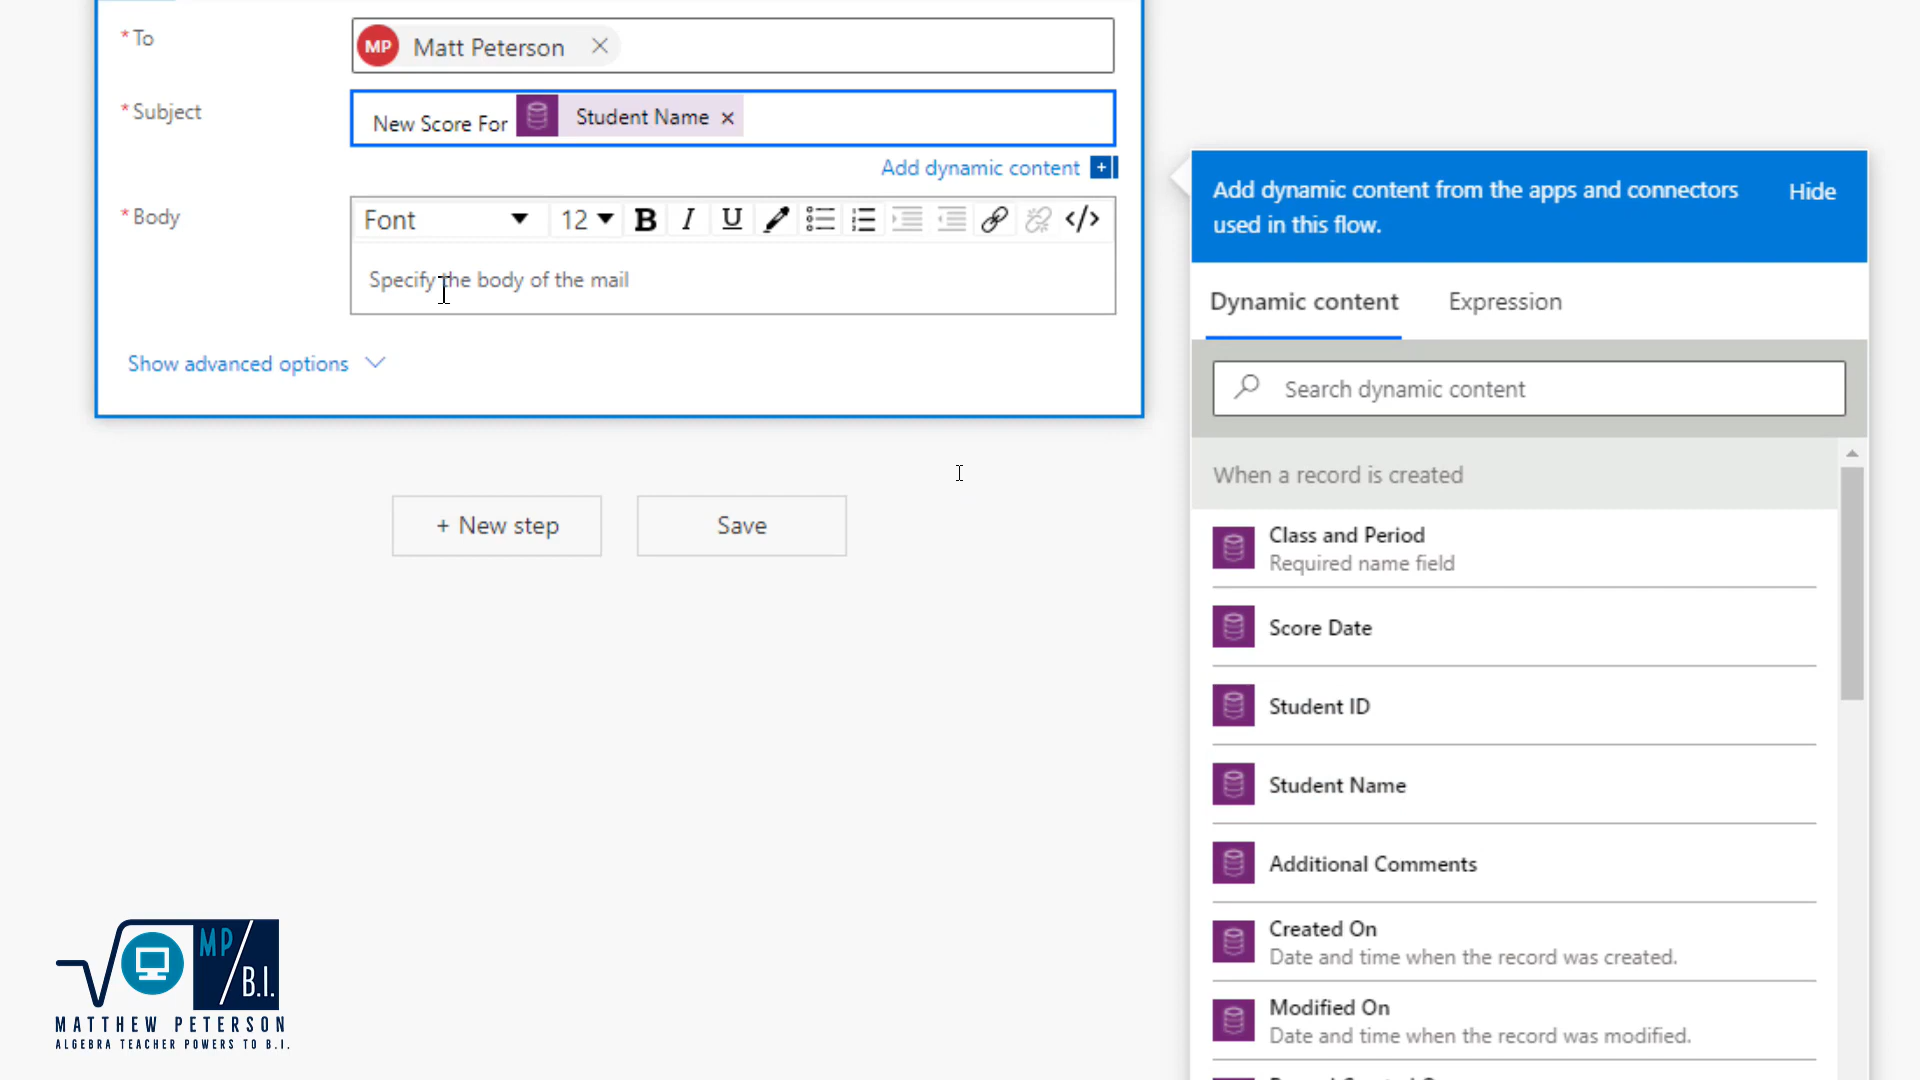 * To
MP Matt Peterson ×
* Subject
New Score For Student Name ×
Add dynamic content +
* Body
Font 12 B I U </>
Specify the body of the mail
Show advanced options
+ New step
Save
Add dynamic content from the apps and connectors
used in this flow.
Hide
Dynamic content Expression
Search dynamic content
When a record is created
Class and Period
Required name field
Score Date
Student ID
Student Name
Additional Comments
Created On
Date and time when the record was created.
Modified On
Date and time when the record was modified.
MP/B.I.
MATTHEW PETERSON
ALGEBRA TEACHER POWERS TO B.I.